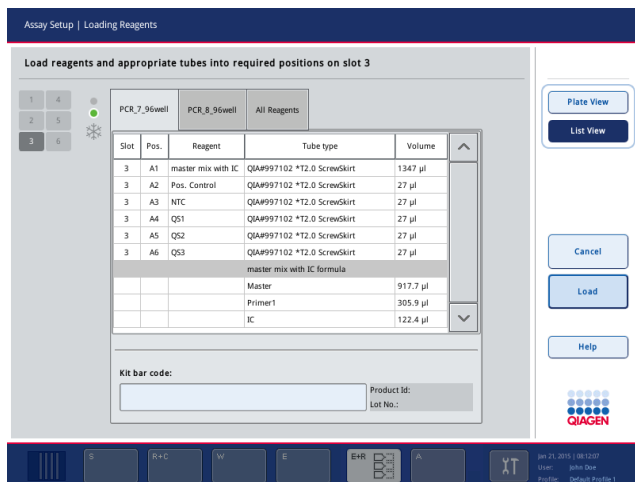 Assay Setup | Loading Reagents
Load reagents and appropriate tubes into required positions on slot 3
1 4
2 5
3 6
PCR_7_96well PCR_8_96well All Reagents
Slot Pos. Reagent Tube type Volume
3 A1 master mix with IC QIA#997102 *T2.0 ScrewSkirt 1347 µl
3 A2 Pos. Control QIA#997102 *T2.0 ScrewSkirt 27 µl
3 A3 NTC QIA#997102 *T2.0 ScrewSkirt 27 µl
3 A4 QS1 QIA#997102 *T2.0 ScrewSkirt 27 µl
3 A5 QS2 QIA#997102 *T2.0 ScrewSkirt 27 µl
3 A6 QS3 QIA#997102 *T2.0 ScrewSkirt 27 µl
master mix with IC formula
Master 917.7 µl
Primer1 305.9 µl
IC 122.4 µl
Kit bar code:
Product Id:
Lot No.:
Plate View
List View
Cancel
Load
Help
QIAGEN
S R+C W E E+R A
Jan 21, 2015 | 08:12:07
User: John Doe
Profile: Default Profile 1